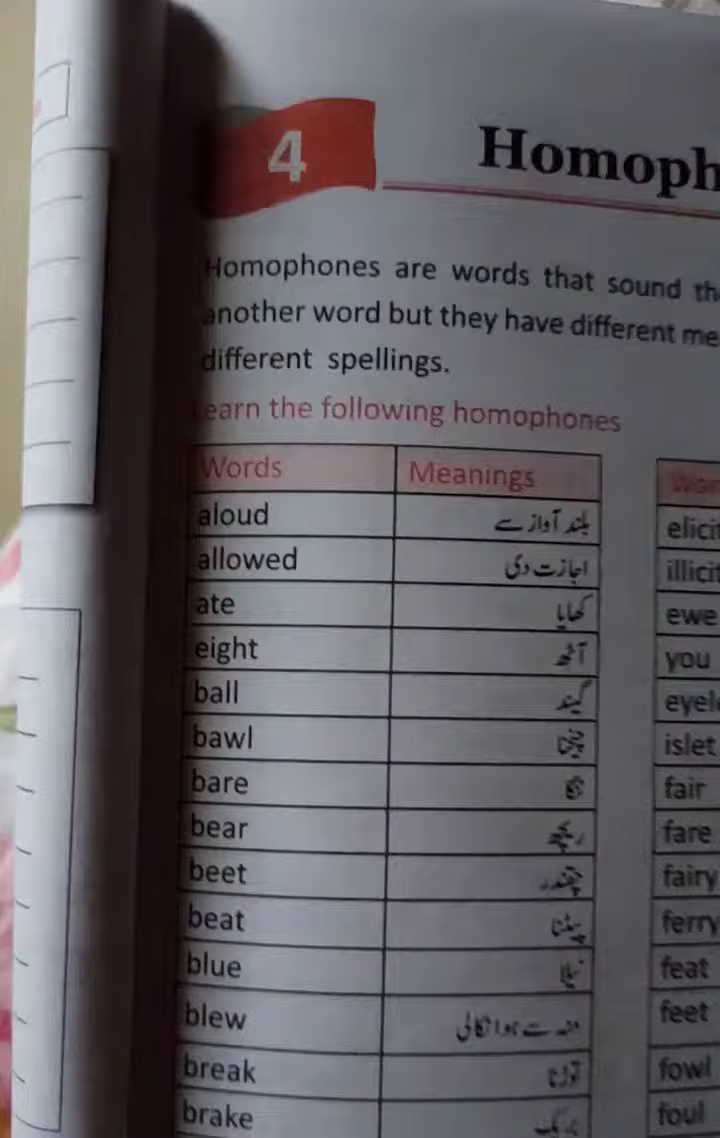 4
Homoph
Homophones are words that sound th
another word but they have different me
different spellings.
earn the following homophones
Words Meanings
aloud بلند آواز سے
allowed اجازت دی
ate کھایا
eight آٹھ
ball گیند
bawl چیخنا
bare ننگا
bear ریچھ
beet چقندر
beat پیٹنا
blue نیلا
blew منہ سے ہوا نکالی
break توڑنا
brake بریک
elici
illicit
ewe
you
eyele
islet
fair
fare
fairy
ferry
feat
feet
fowl
foul